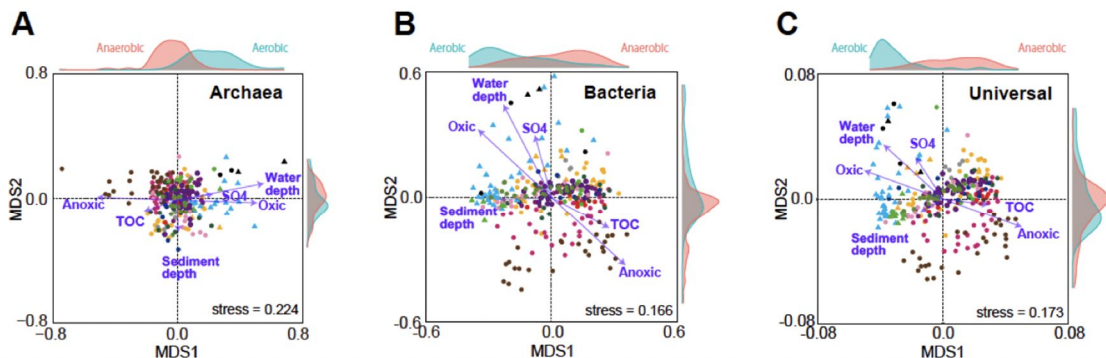 A
Anaerobic
Aerobic
0.8
Archaea
MDS2
0.0
Water
depth
SO4
Oxic
Anoxic
TOC
Sediment
depth
stress = 0.224
−0.8
−0.8
0.0
0.8
MDS1
B
Aerobic
Anaerobic
0.6
Water
depth
Bacteria
Oxic
SO4
MDS2
0.0
Sediment
depth
TOC
Anoxic
stress = 0.166
-0.6
-0.6
0.0
0.6
MDS1
C
Aerobic
Anaerobic
0.08
Universal
Water
depth
SO4
Oxic
MDS2
0.0
TOC
Anoxic
Sediment
depth
stress = 0.173
-0.08
-0.08
0.0
0.08
MDS1